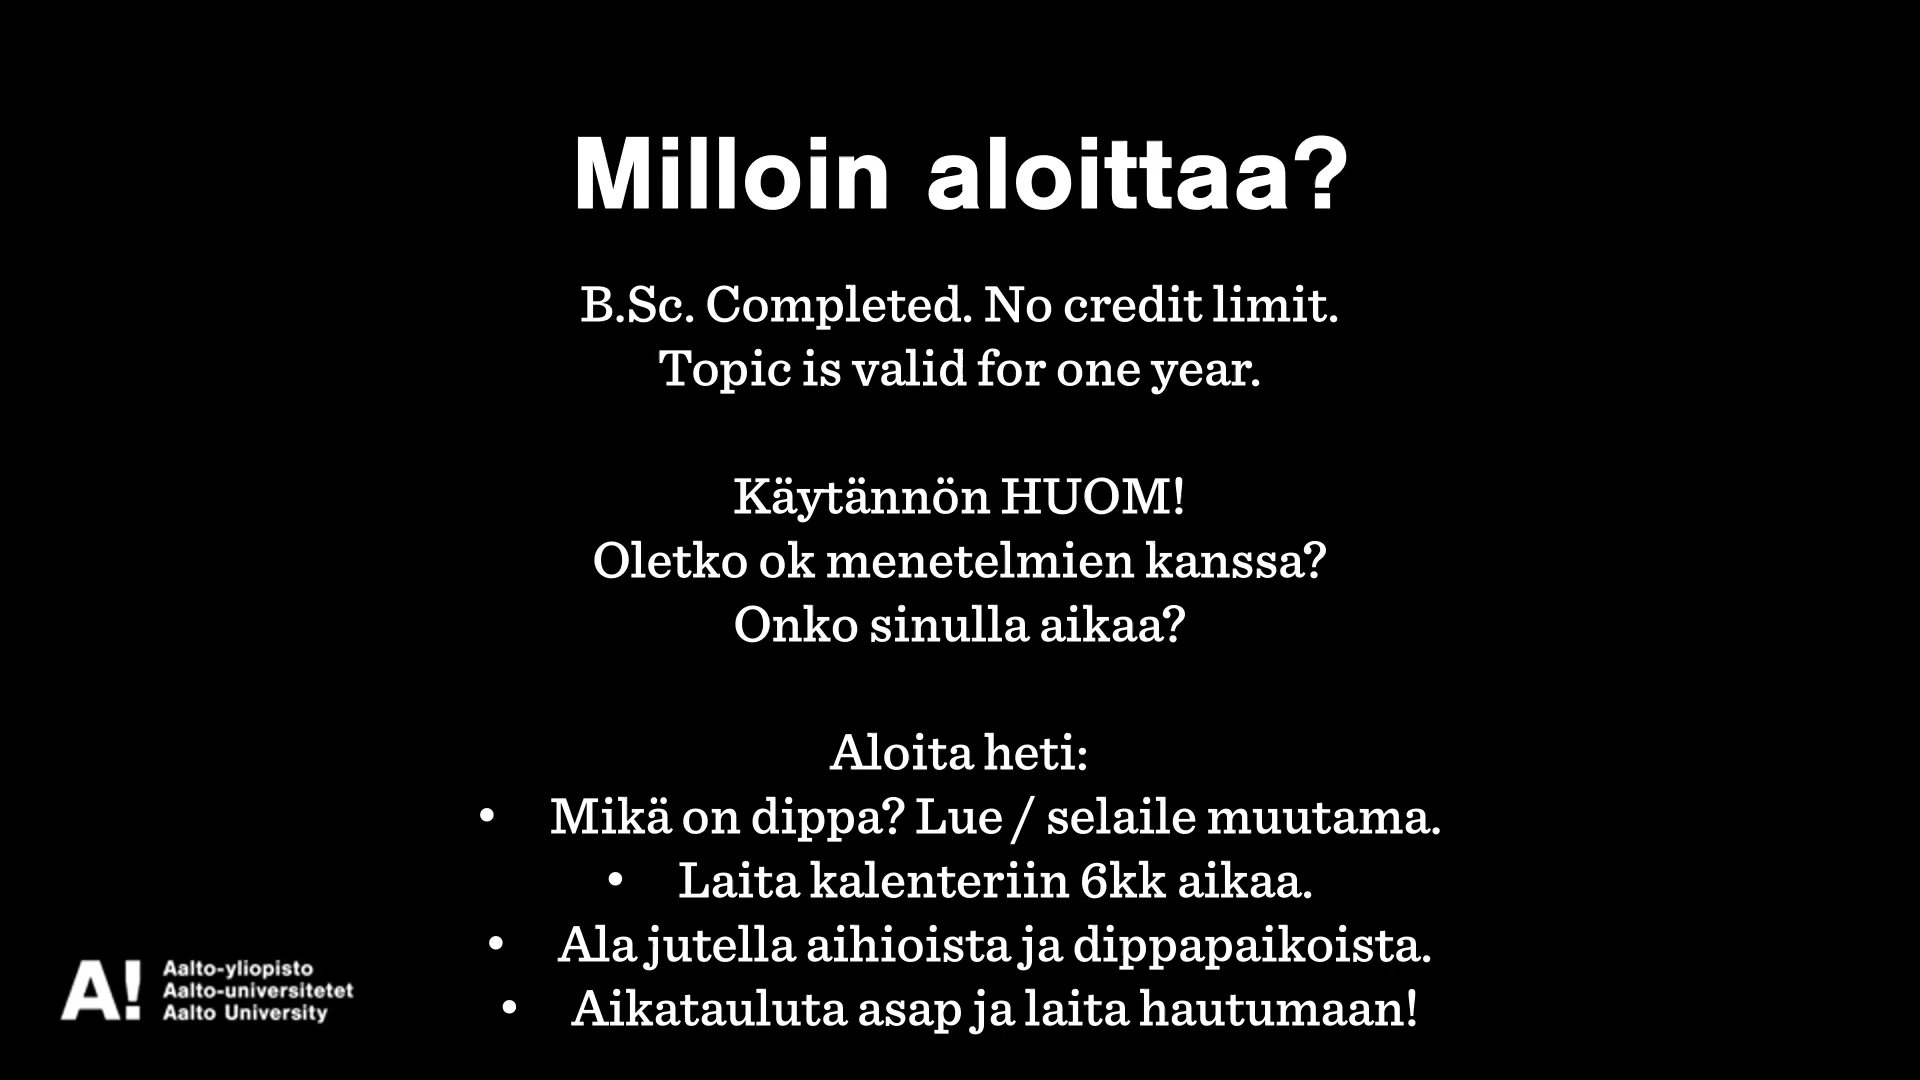 Milloin aloittaa?
B.Sc. Completed. No credit limit.
Topic is valid for one year.
Käytännön HUOM!
Oletko ok menetelmien kanssa?
Onko sinulla aikaa?
Aloita heti:
• Mikä on dippa? Lue / selaile muutama.
• Laita kalenteriin 6kk aikaa.
• Ala jutella aihioista ja dippapaikoista.
• Aikatauluta asap ja laita hautumaan!
A! Aalto-yliopisto
Aalto-universitetet
Aalto University